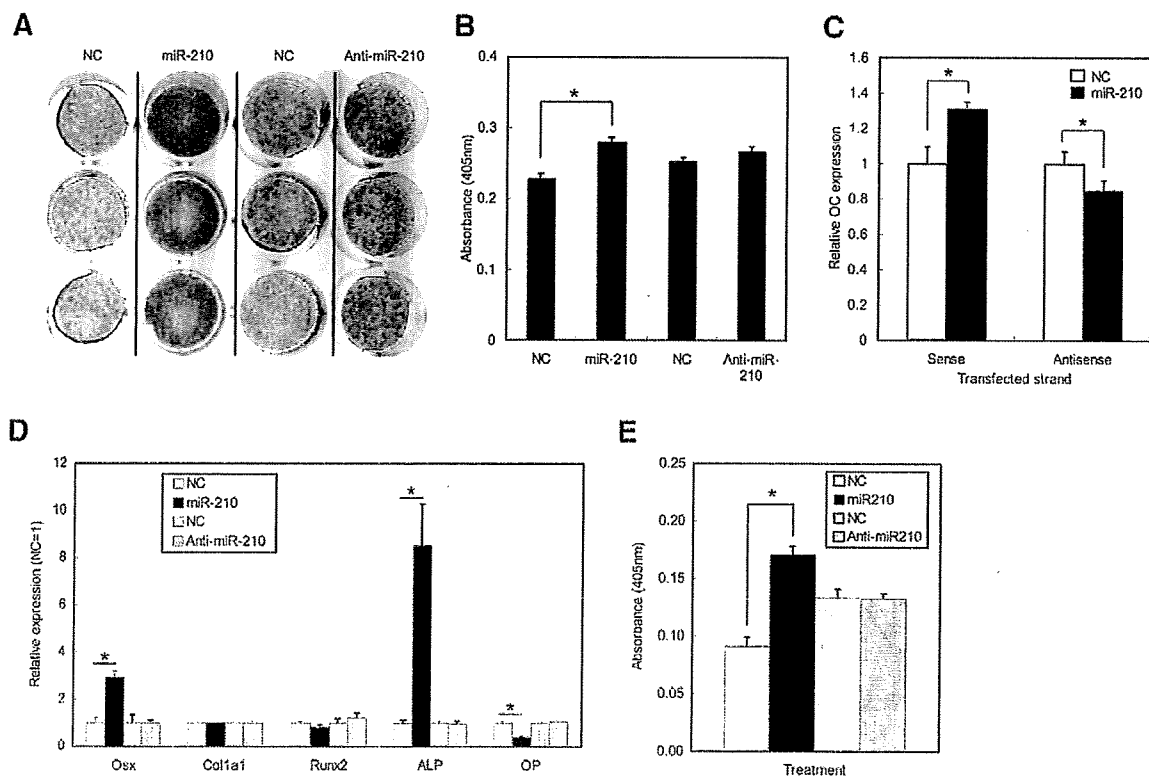 A
NC miR-210 NC Anti-miR-210
B
Absorbance (405nm)
0.4
0.3
0.2
0.1
0
*
NC miR-210 NC Anti-miR-
210
C
Relative OC expression
1.6
1.4
1.2
1.0
0.8
0.6
0.4
0.2
0
NC
miR-210
*
*
Sense Antisense
Transfected strand
D
Relative expression (NC=1)
12
10
8
6
4
2
0
NC
miR-210
NC
Anti-miR-210
*
*
*
Osx Col1a1 Runx2 ALP OP
E
Absorbance (405nm)
0.25
0.20
0.15
0.10
0.05
0.00
NC
miR210
NC
Anti-miR210
*
Treatment